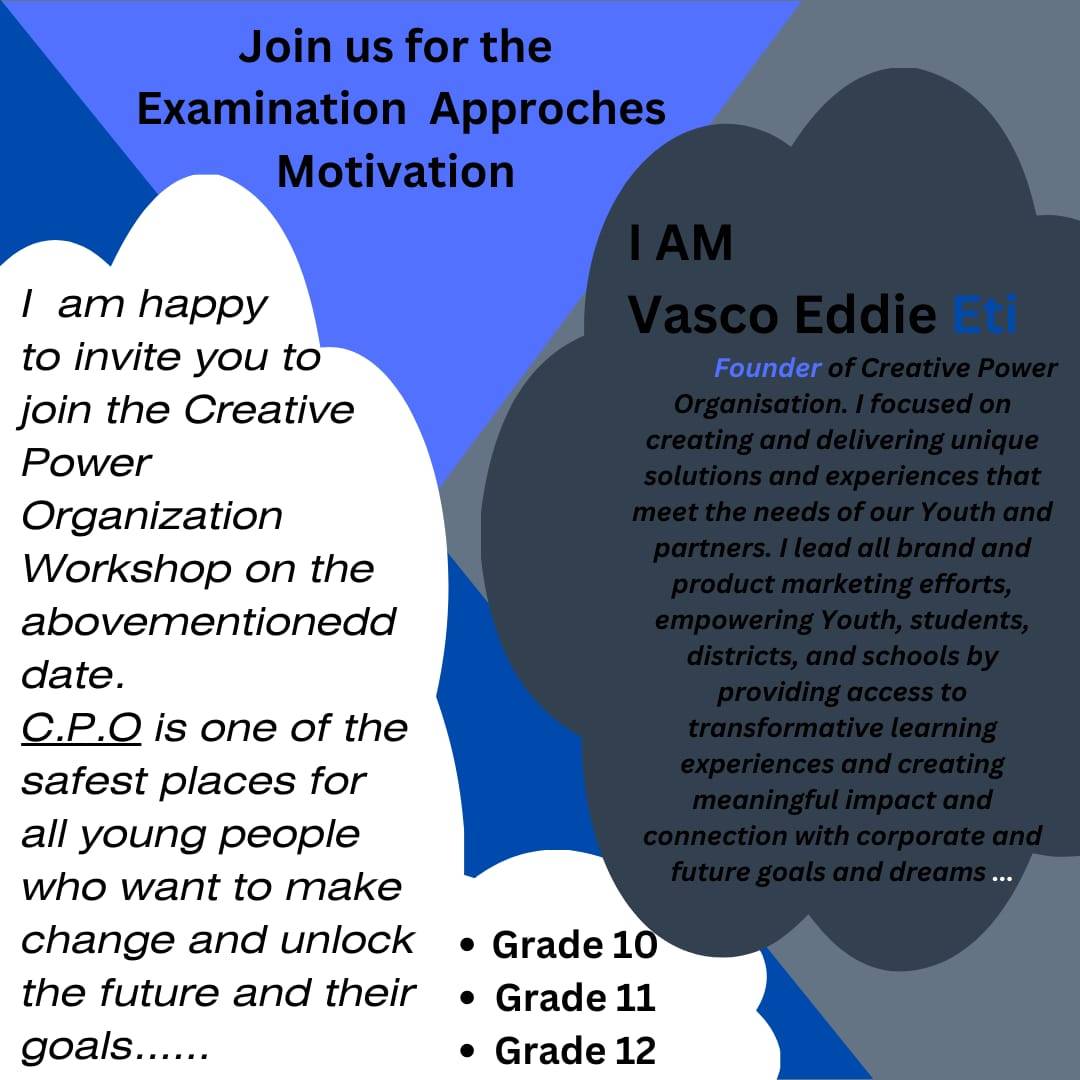 Join us for the
Examination Approches
Motivation
I am happy
to invite you to
join the Creative
Power
Organization
Workshop on the
abovementionedd
date.
C.P.O is one of the
safest places for
all young people
who want to make
change and unlock
the future and their
goals......
I AM
Vasco Eddie Eti
Founder of Creative Power
Organisation. I focused on
creating and delivering unique
solutions and experiences that
meet the needs of our Youth and
partners. I lead all brand and
product marketing efforts,
empowering Youth, students,
districts, and schools by
providing access to
transformative learning
experiences and creating
meaningful impact and
connection with corporate and
future goals and dreams ...
• Grade 10
• Grade 11
• Grade 12